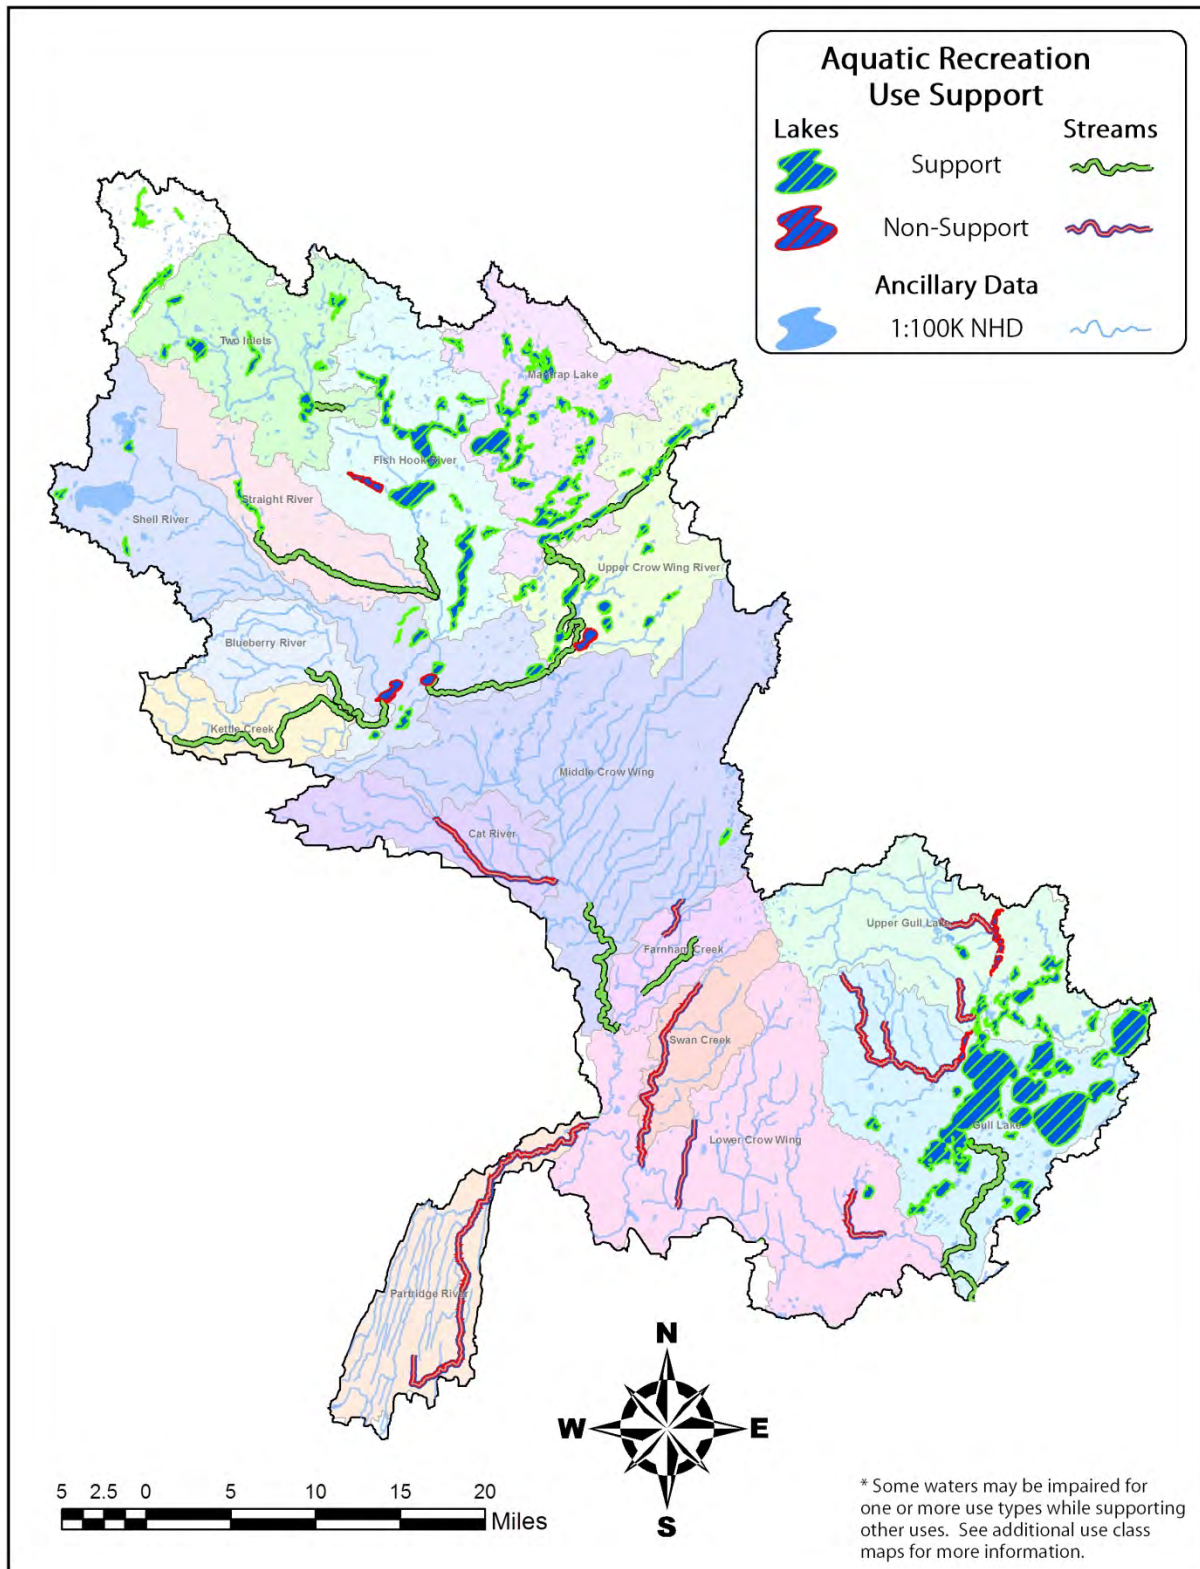 Aquatic Recreation
Use Support
Lakes
Streams
Support
Non-Support
Ancillary Data
1:100K NHD
Two Inlets
Mantrap Lake
Fish Hook River
Straight River
Shell River
Upper Crow Wing River
Blueberry River
Kettle Creek
Middle Crow Wing
Cat River
Upper Gull Lake
Farnham Creek
Swan Creek
Gull Lake
Lower Crow Wing
Partridge River
N
W
E
S
5 2.5 0 5 10 15 20
Miles
* Some waters may be impaired for
one or more use types while supporting
other uses. See additional use class
maps for more information.